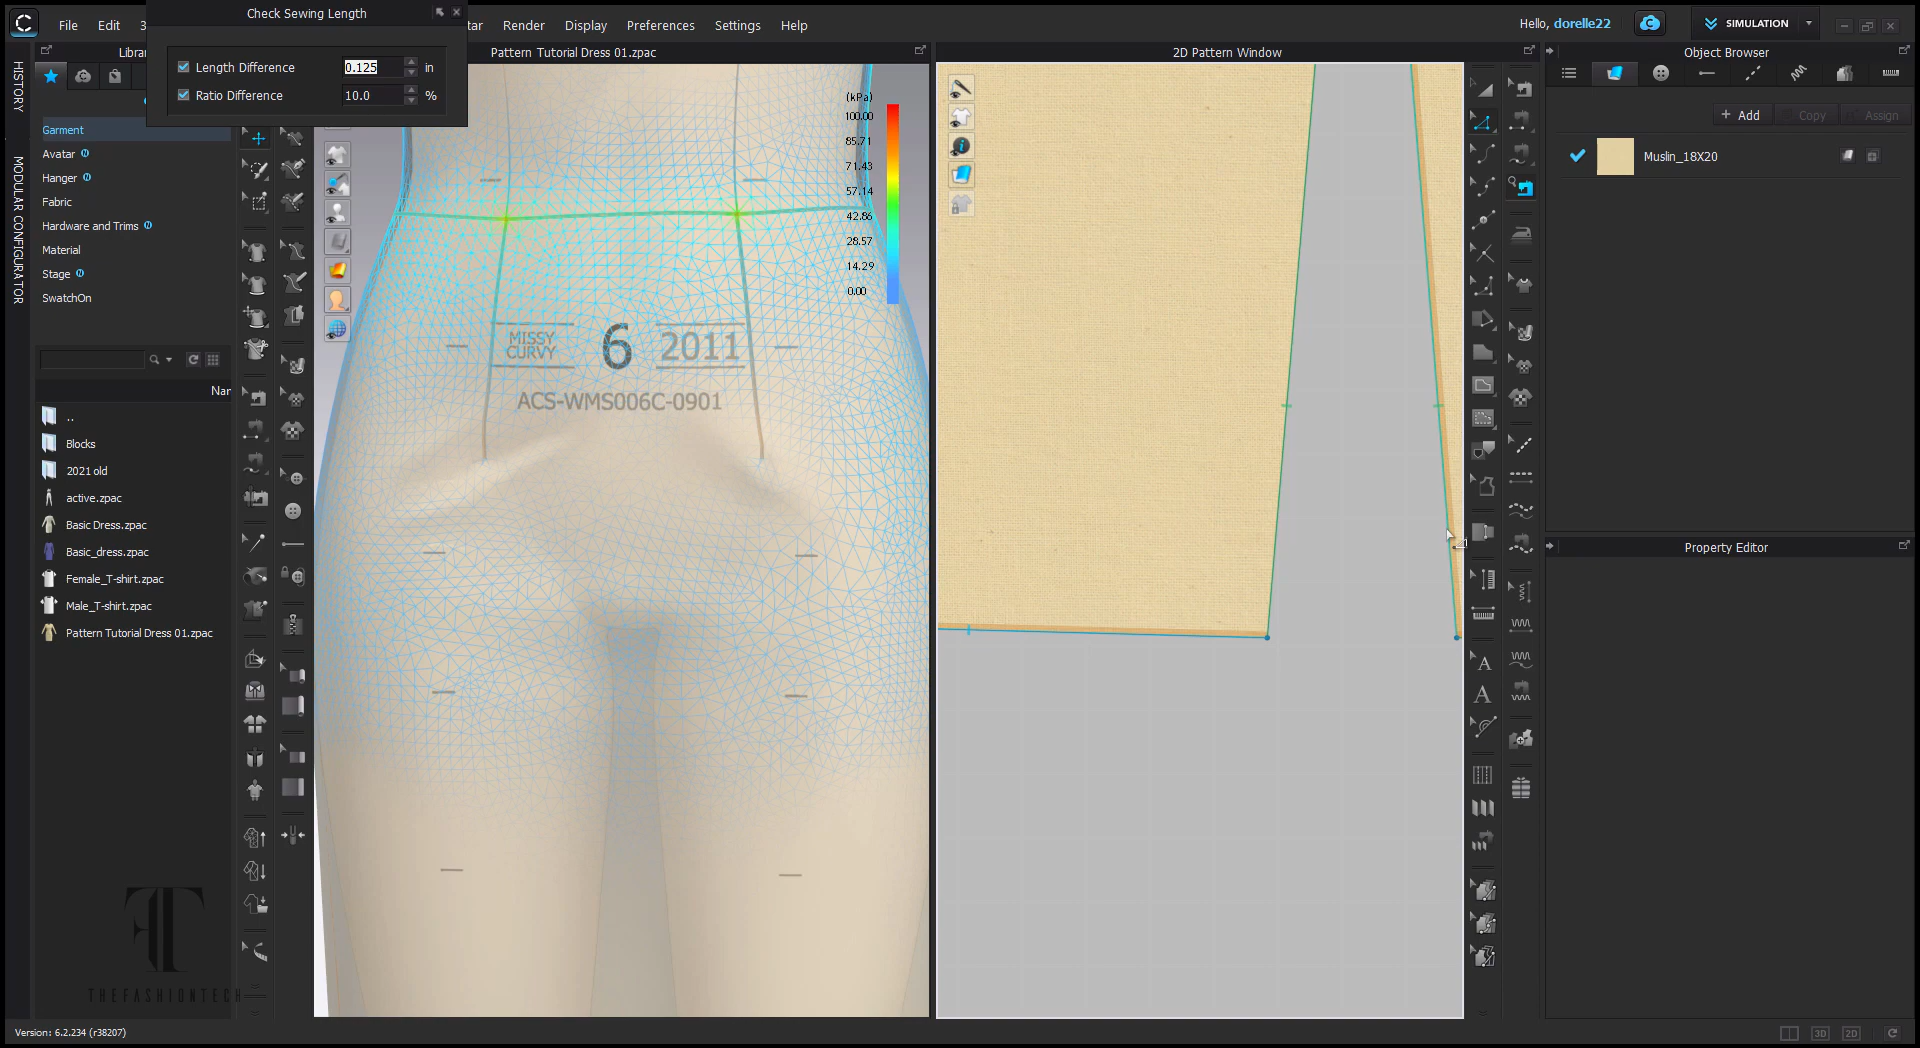 Check Sewing Length
File
Edit
3
tar
Render
Display
Preferences
Settings
Help
Hello, dorelle22
SIMULATION
Length Difference
0.125
in
Ratio Difference
10.0
%
Librar
Pattern Tutorial Dress 01.zpac
2D Pattern Window
Object Browser
HISTORY
MODULAR CONFIGURATOR
Garment
Avatar
Hanger
Fabric
Hardware and Trims
Material
Stage
SwatchOn
Nar
..
Blocks
2021 old
active.zpac
Basic Dress.zpac
Basic_dress.zpac
Female_T-shirt.zpac
Male_T-shirt.zpac
Pattern Tutorial Dress 01.zpac
(kPa)
100.00
85.71
71.43
57.14
42.86
28.57
14.29
0.00
MISSY
CURVY
6
2011
ACS-WMS006C-0901
+ Add
Copy
Assign
Muslin_18X20
Property Editor
THEFASHIONTECH
Version: 6.2.234 (r38207)
3D
2D